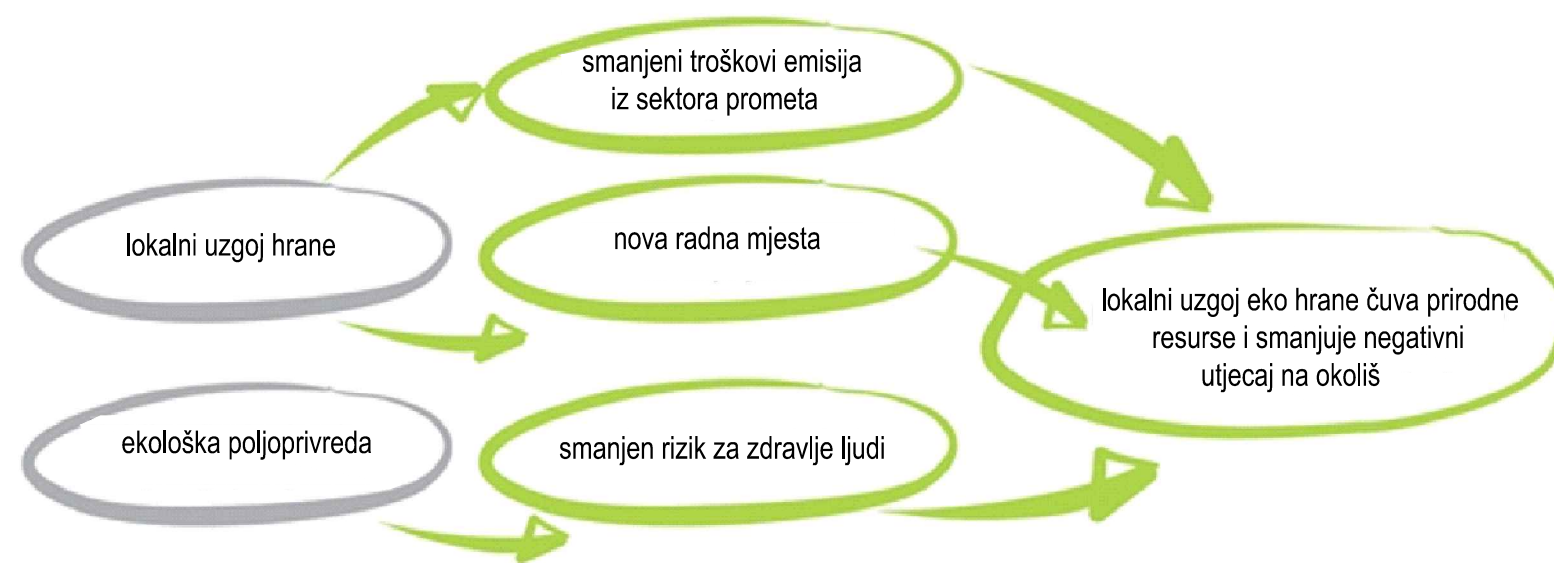 smanjeni troškovi emisija
iz sektora prometa
lokalni uzgoj hrane
nova radna mjesta
lokalni uzgoj eko hrane čuva prirodne
resurse i smanjuje negativni
utjecaj na okoliš
ekološka poljoprivreda
smanjen rizik za zdravlje ljudi